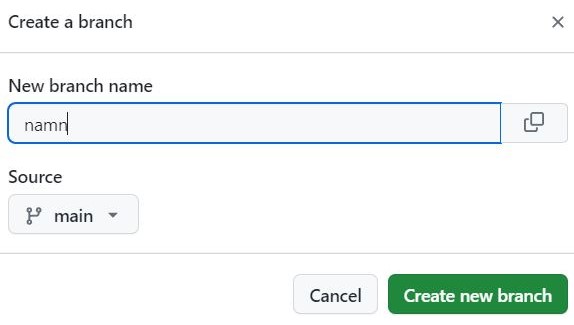 Create a branch
New branch name
namn
Source
main
Cancel
Create new branch